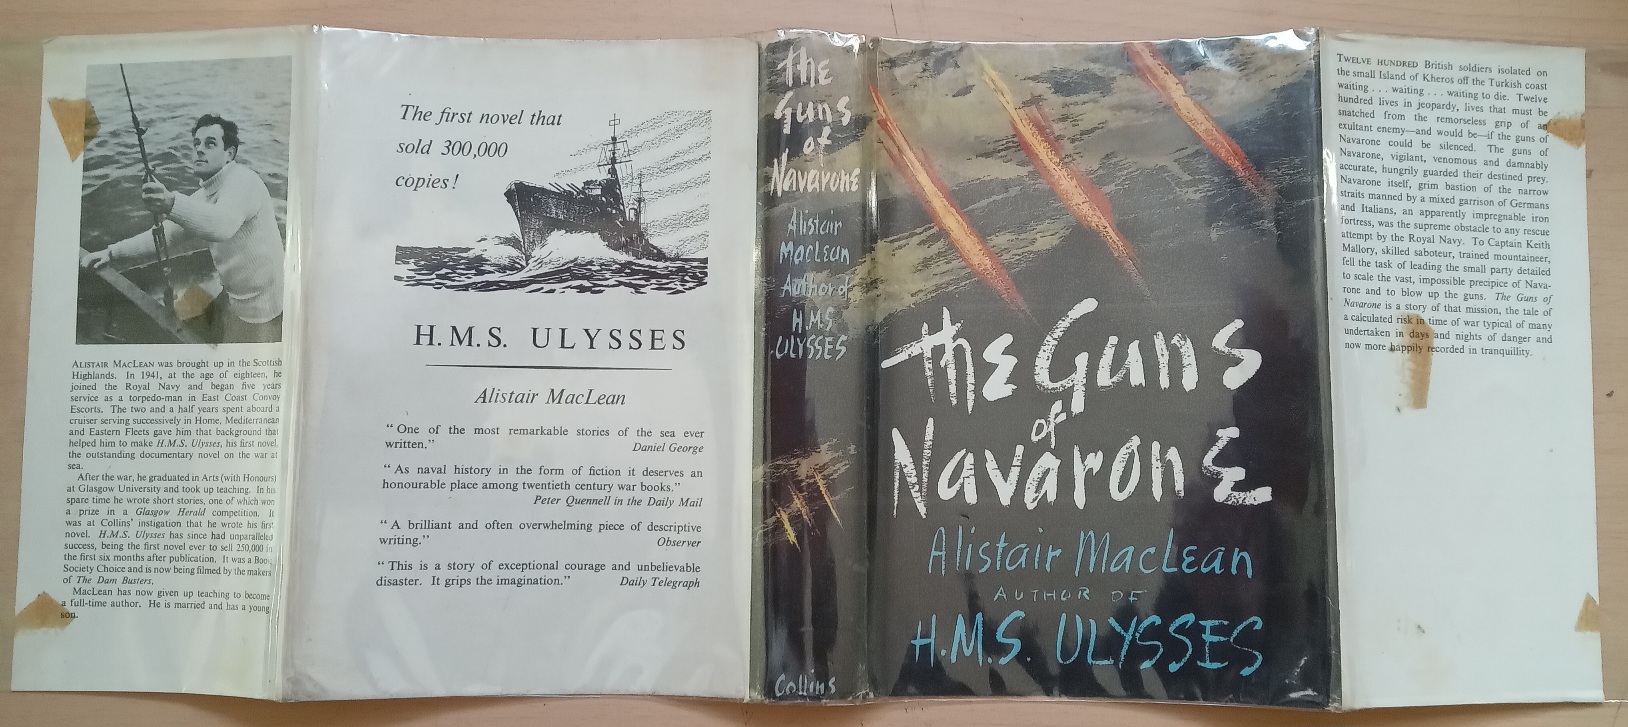 ALISTAIR MACLEAN was brought up in the Scottish
Highlands. In 1941, at the age of eighteen, he
joined the Royal Navy and began five years
service as a torpedo-man in East Coast Convoy
Escorts. The two and a half years spent aboard a
cruiser serving successively in Home, Mediterranean
and Eastern Fleets gave him that background that
helped him to make H.M.S. Ulysses, his first novel,
the outstanding documentary novel on the war at
sea.
After the war, he graduated in Arts (with Honours)
at Glasgow University and took up teaching. In his
spare time he wrote short stories, one of which won
a prize in a Glasgow Herald competition. It
was at Collins' instigation that he wrote his first
novel. H.M.S. Ulysses has since had unparalleled
success, being the first novel ever to sell 250,000 in
the first six months after publication. It was a Book
Society Choice and is now being filmed by the makers
of The Dam Busters.
MacLean has now given up teaching to become
a full-time author. He is married and has a young
son.
The first novel that
sold 300,000
copies!
H.M.S. ULYSSES
Alistair MacLean
"One of the most remarkable stories of the sea ever
written." Daniel George
"As naval history in the form of fiction it deserves an
honourable place among twentieth century war books."
Peter Quennell in the Daily Mail
"A brilliant and often overwhelming piece of descriptive
writing." Observer
"This is a story of exceptional courage and unbelievable
disaster. It grips the imagination." Daily Telegraph
the
Guns
of
Navarone
Alistair
MacLean
Author of
H.M.S.
ULYSSES
Collins
the Guns
of
Navarone
Alistair MacLean
AUTHOR OF
H.M.S. ULYSSES
TWELVE HUNDRED British soldiers isolated on
the small Island of Kheros off the Turkish coast
waiting . . . waiting . . . waiting to die. Twelve
hundred lives in jeopardy, lives that must be
snatched from the remorseless grip of an
exultant enemy—and would be—if the guns of
Navarone could be silenced. The guns of
Navarone, vigilant, venomous and damnably
accurate, hungrily guarded their destined prey.
Navarone itself, grim bastion of the narrow
straits manned by a mixed garrison of Germans
and Italians, an apparently impregnable iron
fortress, was the supreme obstacle to any rescue
attempt by the Royal Navy. To Captain Keith
Mallory, skilled saboteur, trained mountaineer,
fell the task of leading the small party detailed
to scale the vast, impossible precipice of Nava-
rone and to blow up the guns. The Guns of
Navarone is a story of that mission, the tale of
a calculated risk in time of war typical of many
undertaken in days and nights of danger and
now more happily recorded in tranquillity.